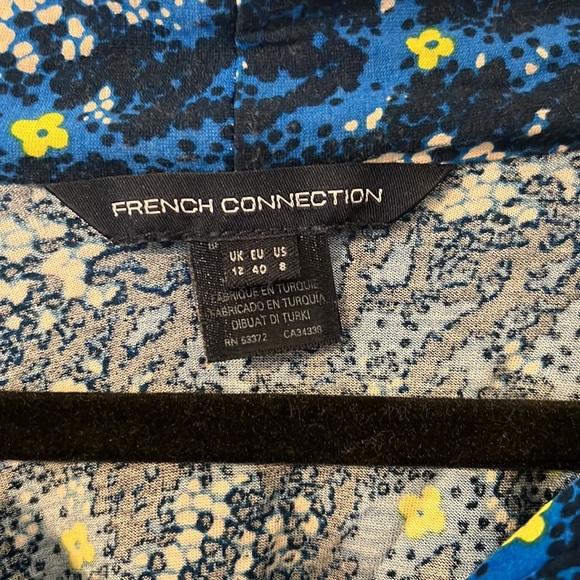 FRENCH CONNECTION
UK EU US
12 40 8
FABRIQUE EN TURQUIE
FABRICADO EN TURQUIA
DIBUAT DI TURKI
RN 53372 CA34338